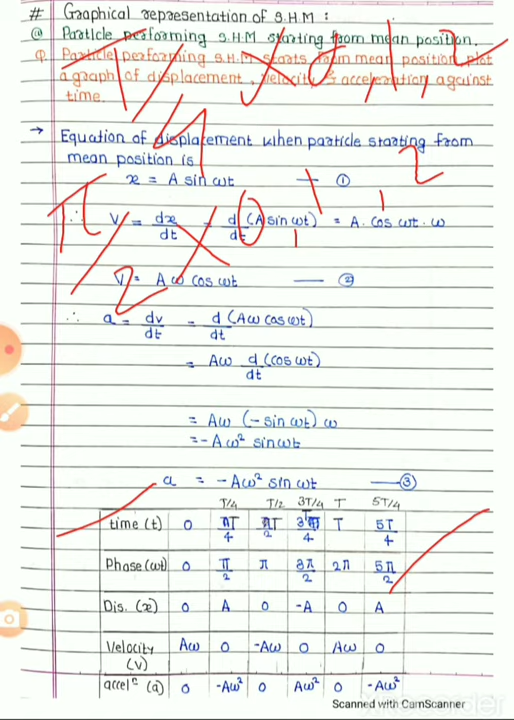 # Graphical representation of S.H.M :
@ Particle performing S.H.M starting from mean position.
Q. Particle performing S.H.M starts from mean position plot
a graph of displacement, velocity & acceleration against
time.
→ Equation of displacement when particle starting from
mean position is
x = A sin ωt — ①
∴ V = dx/dt = d/dt (A sin ωt) = A. cos ωt. ω
V = A ω cos ωt — ②
∴ a = dv/dt = d (Aω cos ωt)/dt
= Aω d (cos ωt)/dt
= Aω (- sin ωt) ω
= - A ω² sin ωt
a = - Aω² sin ωt — ③
T/4 T/2 3T/4 T 5T/4
time (t) 0 T/4 T/2 3T/4 T 5T/4
Phase (ωt) 0 π/2 π 3π/2 2π 5π/2
Dis. (x) 0 A 0 -A 0 A
Velocity (V) Aω 0 -Aω 0 Aω 0
accelⁿ (a) 0 -Aω² 0 Aω² 0 -Aω²
Scanned with CamScanner